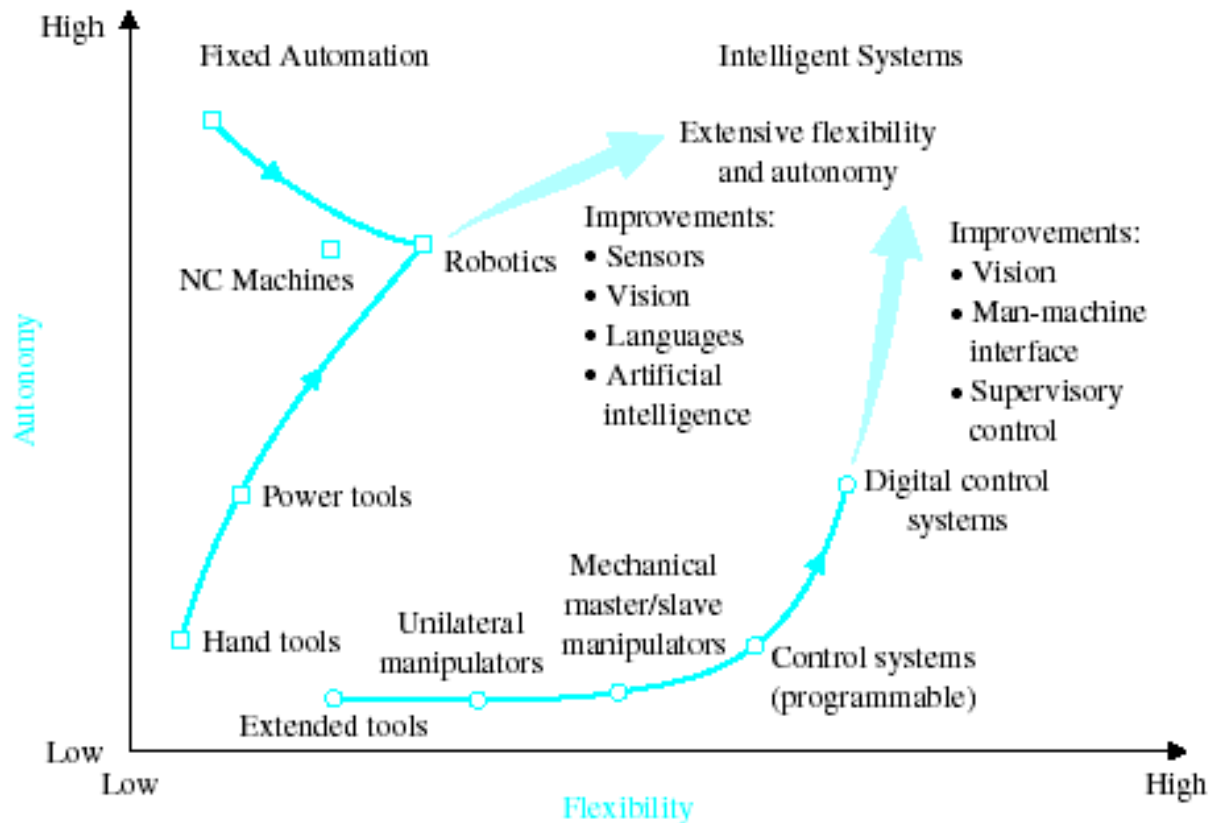 High
Fixed Automation
Intelligent Systems
Extensive flexibility
and autonomy
Improvements:
• Sensors
• Vision
• Languages
• Artificial
intelligence
Improvements:
• Vision
• Man-machine
interface
• Supervisory
control
Robotics
NC Machines
Autonomy
Power tools
Digital control
systems
Mechanical
master/slave
manipulators
Unilateral
manipulators
Hand tools
Control systems
(programmable)
Extended tools
Low
Low
High
Flexibility